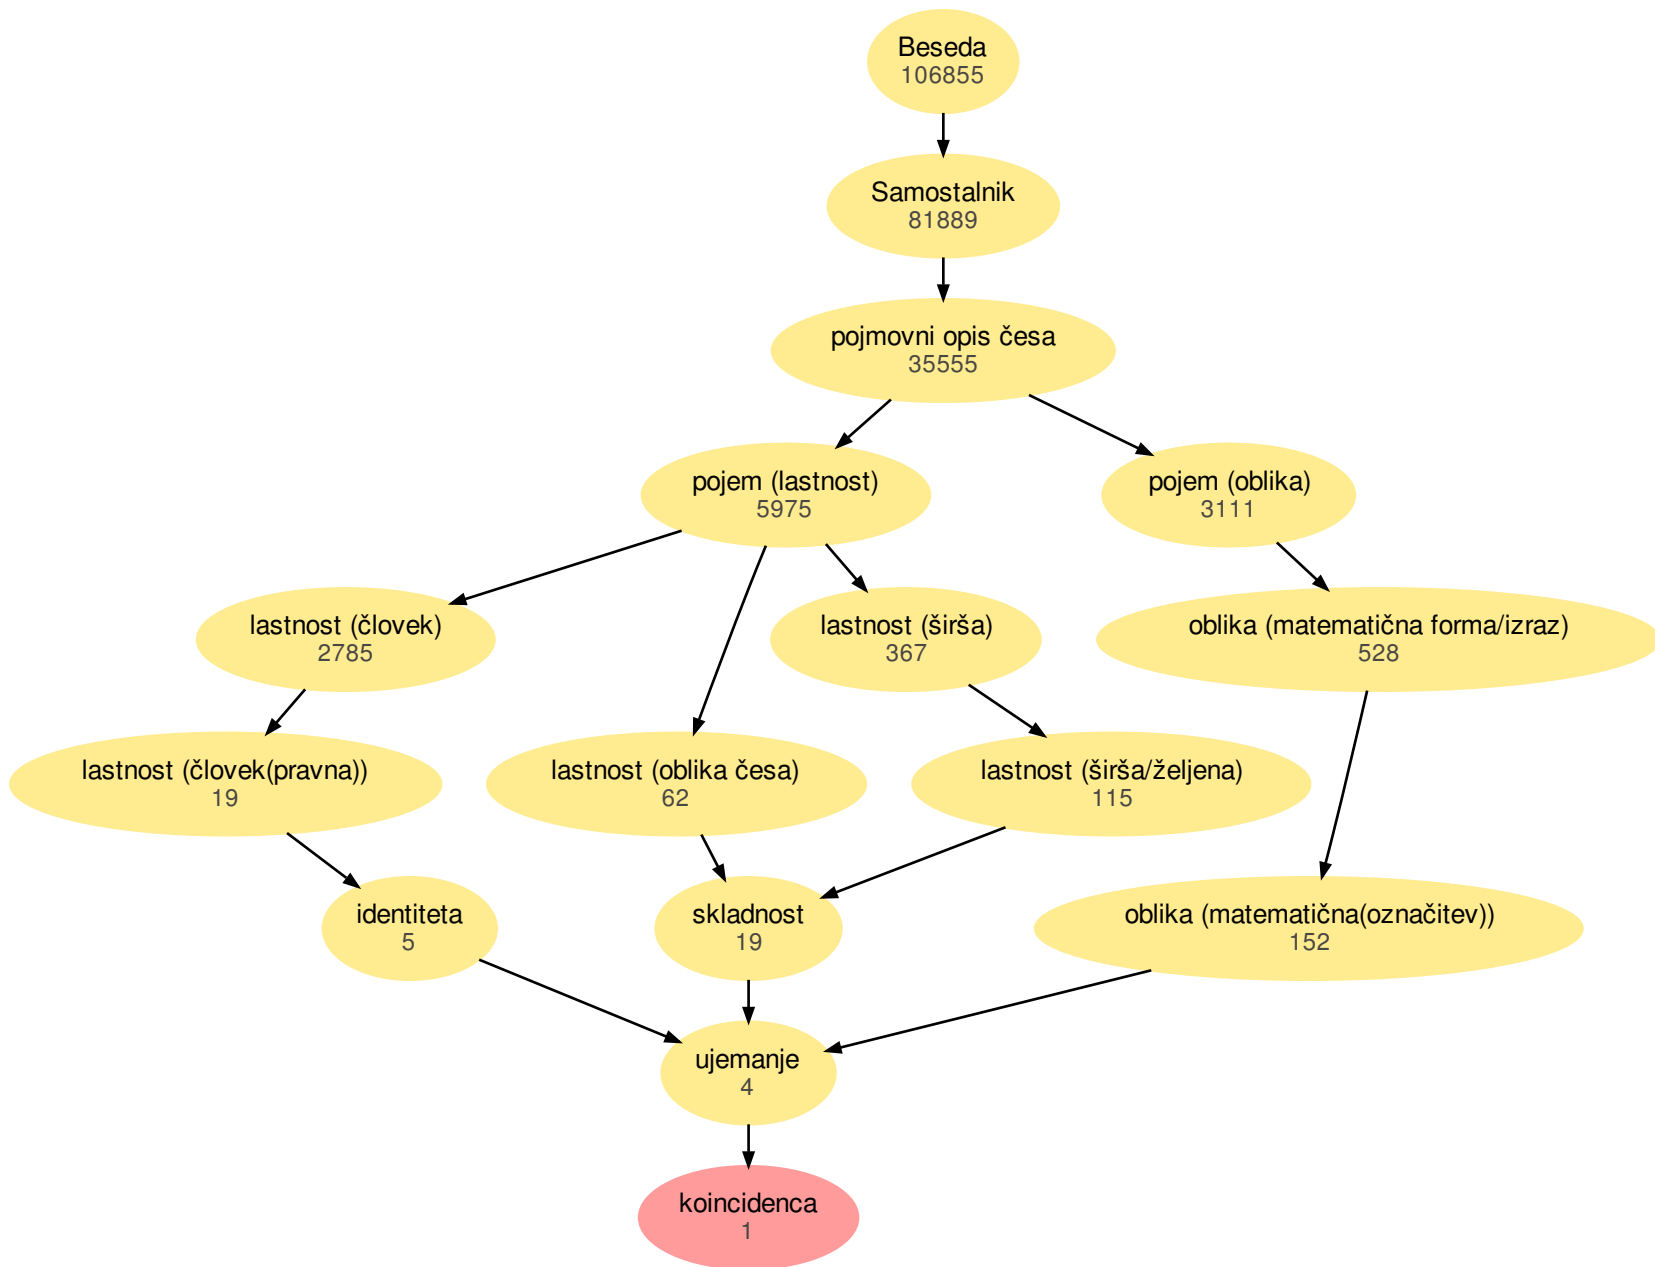 Beseda
106855
Samostalnik
81889
pojmovni opis česa
35555
pojem (lastnost)
5975
pojem (oblika)
3111
lastnost (človek)
2785
lastnost (širša)
367
oblika (matematična forma/izraz)
528
lastnost (človek(pravna))
19
lastnost (oblika česa)
62
lastnost (širša/željena)
115
identiteta
5
skladnost
19
oblika (matematična(označitev))
152
ujemanje
4
koincidenca
1